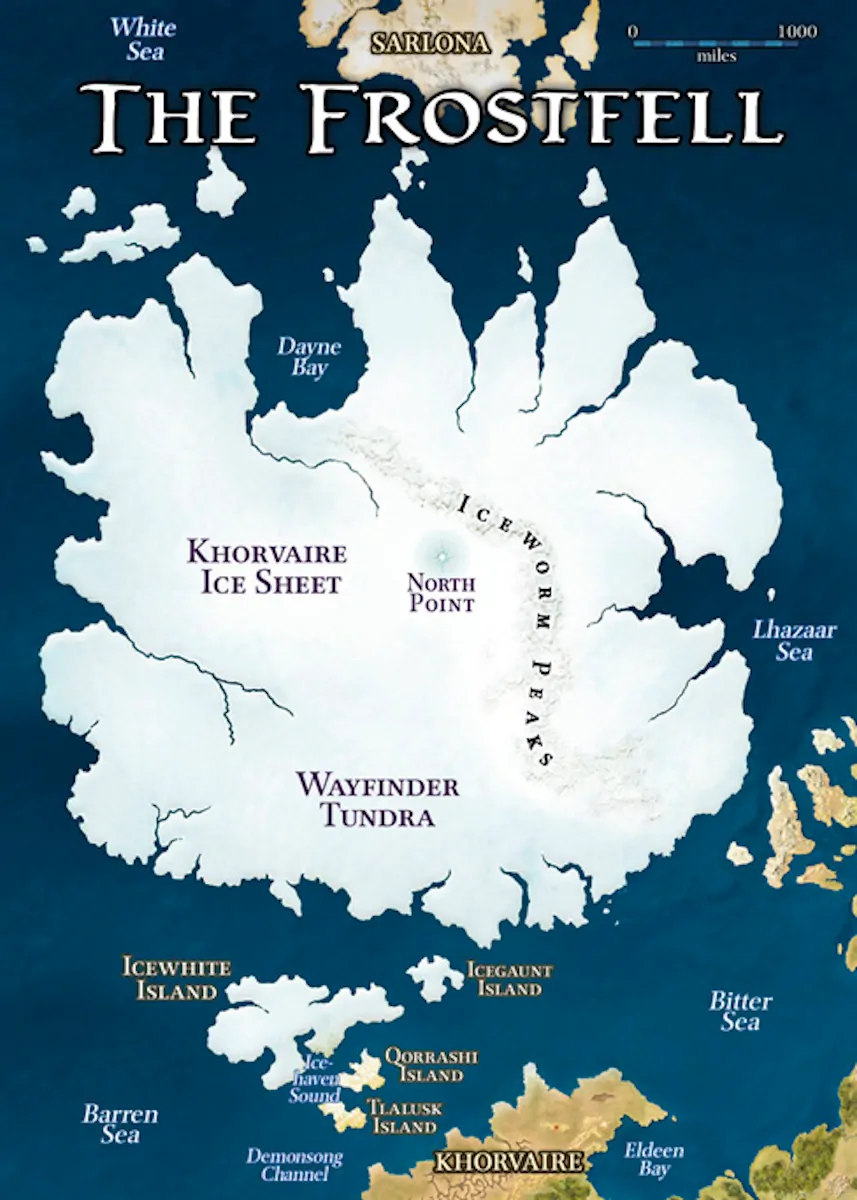 White
Sea
SARLONA
0 1000
miles
THE FROSTFELL
Dayne
Bay
ICEWORM PEAKS
KHORVAIRE
ICE SHEET
NORTH
POINT
Lhazaar
Sea
WAYFINDER
TUNDRA
ICEWHITE
ISLAND
ICEGAUNT
ISLAND
Bitter
Sea
Ice-
haven
Sound
QORRASHI
ISLAND
Barren
Sea
TLALUSK
ISLAND
Demonsong
Channel
KHORVAIRE
Eldeen
Bay